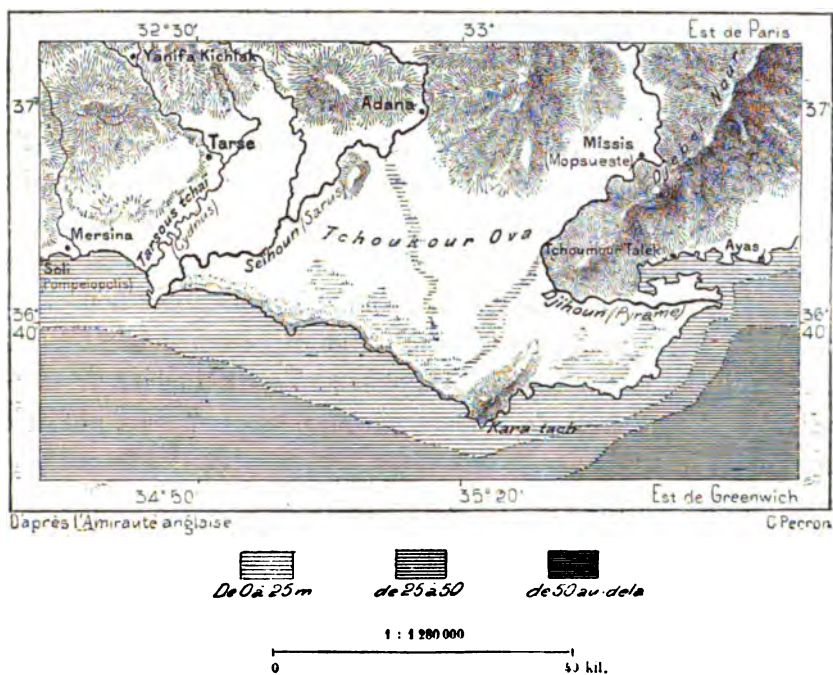 32°30' 33° Est de Paris
Yanifa Kichlak
37° 37°
Adana
Djebel Nour
Tarse
Missis
(Mopsueste)
Tarsous tchaï
(Cydnus)
Seihoun (Sarus)
Tchoukour Ova
Mersina
Tchoumour Talek
Ayas
Soli
(Pompeiopolis)
Djihoun (Pyrame)
36° 36°
40' 40'
Kara tach
34°50' 35°20' Est de Greenwich
D'après l'Amirauté anglaise C. Perron
De 0 à 25 m de 25 à 50 de 50 au-delà
1 : 1 280 000
0 40 kil.